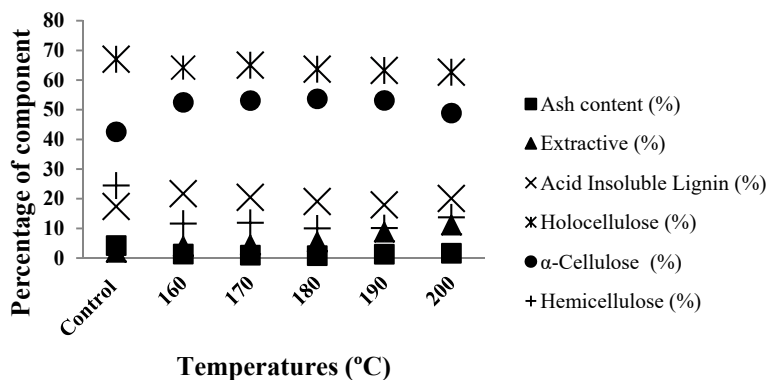 Percentage of component
80
70
60
50
40
30
20
10
0
Control
160
170
180
190
200
Temperatures (ºC)
Ash content (%)
Extractive (%)
Acid Insoluble Lignin (%)
Holocellulose (%)
α-Cellulose (%)
Hemicellulose (%)